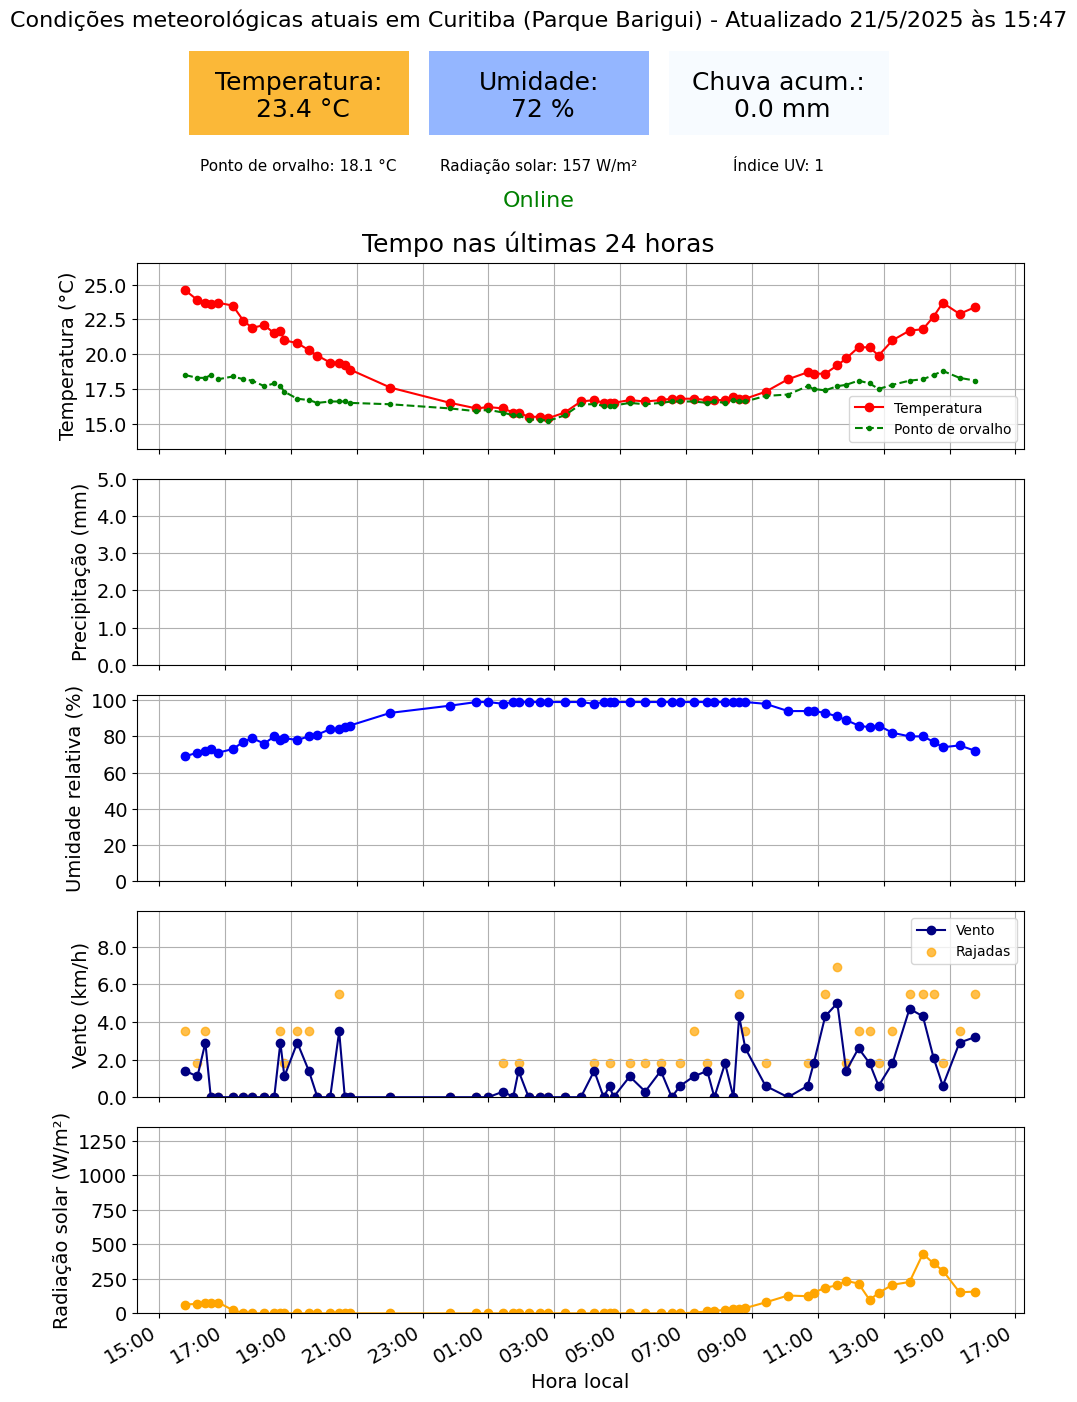 Condições meteorológicas atuais em Curitiba (Parque Barigui) - Atualizado 21/5/2025 às 15:47
Temperatura:
23.4 °C
Umidade:
72 %
Chuva acum.:
0.0 mm
Ponto de orvalho: 18.1 °C
Radiação solar: 157 W/m²
Índice UV: 1
Online
Tempo nas últimas 24 horas
Temperatura (°C)
25.0
22.5
20.0
17.5
15.0
Temperatura
Ponto de orvalho
Precipitação (mm)
5.0
4.0
3.0
2.0
1.0
0.0
Umidade relativa (%)
100
80
60
40
20
0
Vento (km/h)
8.0
6.0
4.0
2.0
0.0
Vento
Rajadas
Radiação solar (W/m²)
1250
1000
750
500
250
0
15:00
17:00
19:00
21:00
23:00
01:00
03:00
05:00
07:00
09:00
11:00
13:00
15:00
17:00
Hora local